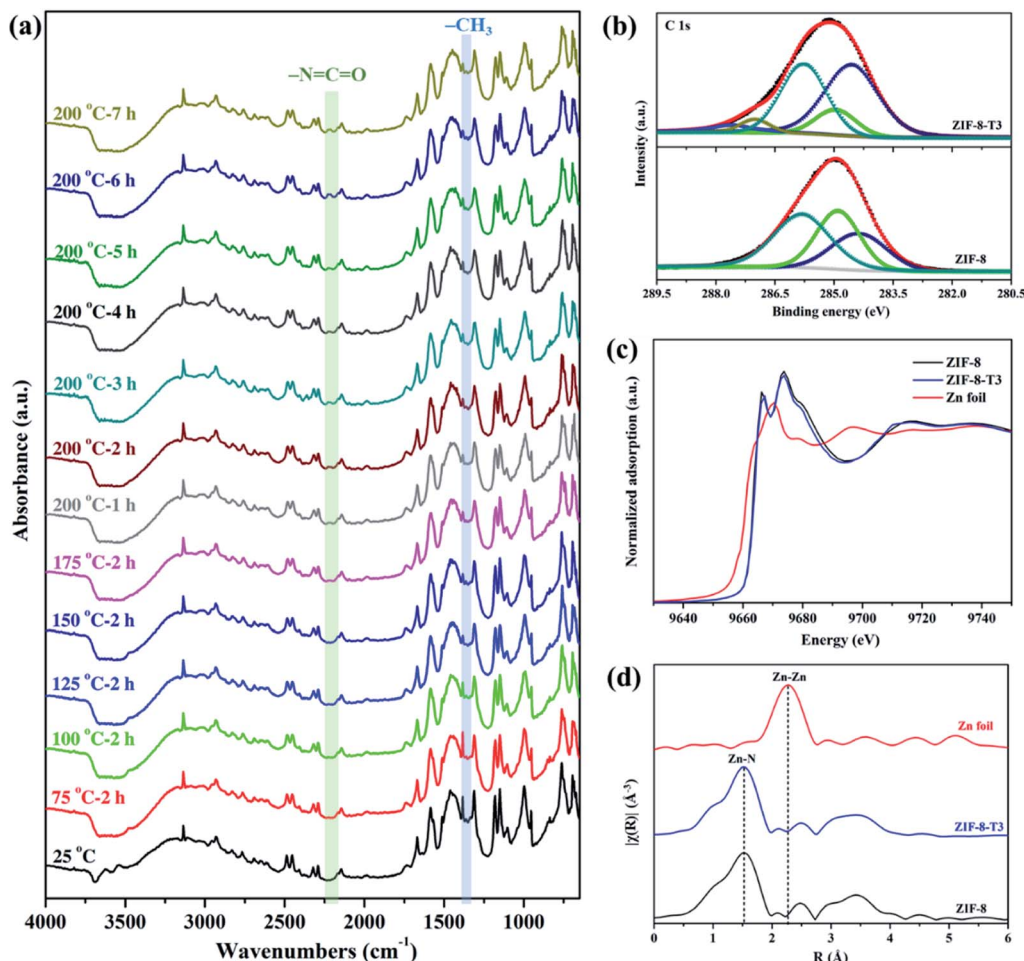 (a)
–CH3
–N=C=O
200 °C-7 h
200 °C-6 h
200 °C-5 h
200 °C-4 h
200 °C-3 h
200 °C-2 h
200 °C-1 h
175 °C-2 h
150 °C-2 h
125 °C-2 h
100 °C-2 h
75 °C-2 h
25 °C
Absorbance (a.u.)
4000 3500 3000 2500 2000 1500 1000
Wavenumbers (cm-1)
(b)
C 1s
ZIF-8-T3
ZIF-8
Intensity (a.u.)
289.5 288.0 286.5 285.0 283.5 282.0 280.5
Binding energy (eV)
(c)
ZIF-8
ZIF-8-T3
Zn foil
Normalized adsorption (a.u.)
9640 9660 9680 9700 9720 9740
Energy (eV)
(d)
Zn-Zn
Zn foil
Zn-N
ZIF-8-T3
ZIF-8
|χ(R)| (Å-3)
0 1 2 3 4 5 6
R (Å)